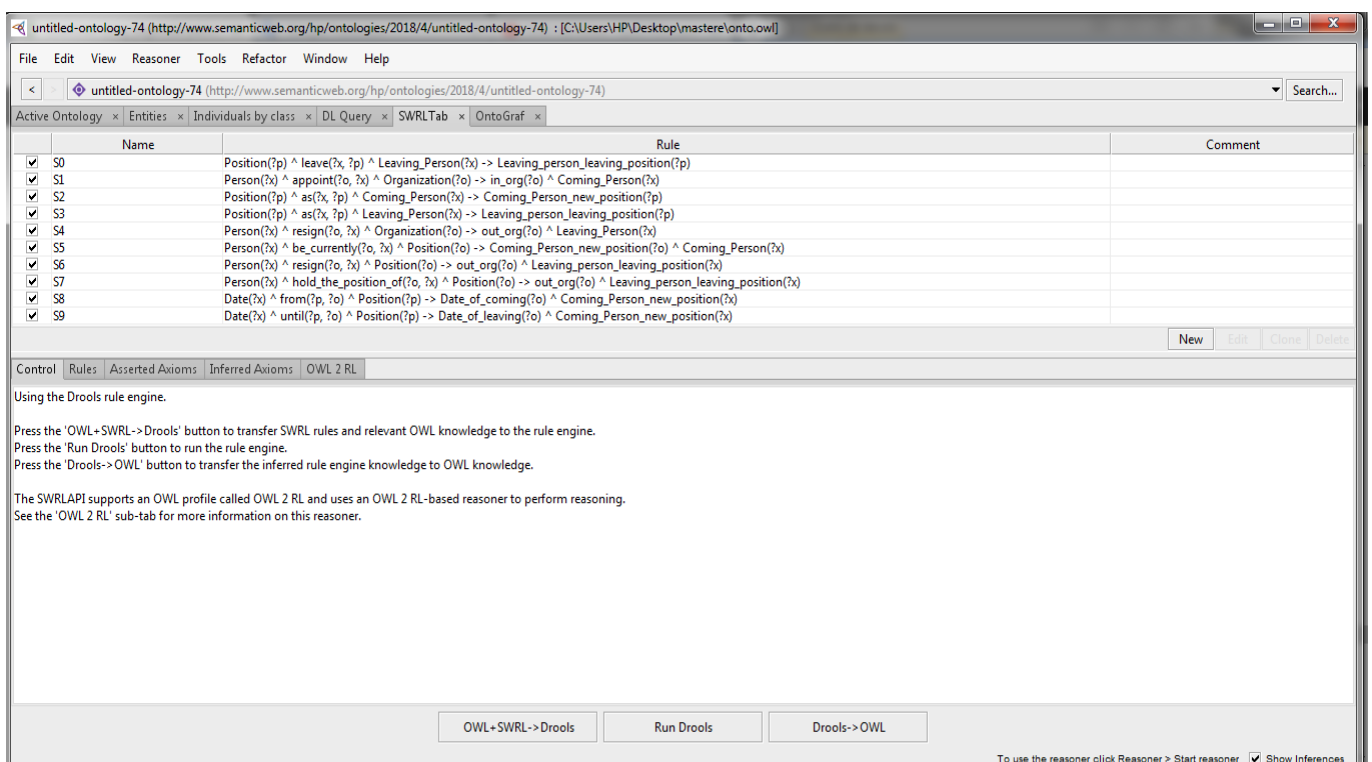 untitled-ontology-74 (http://www.semanticweb.org/hp/ontologies/2018/4/untitled-ontology-74) : [C:\Users\HP\Desktop\mastere\onto.owl]
File Edit View Reasoner Tools Refactor Window Help
< > untitled-ontology-74 (http://www.semanticweb.org/hp/ontologies/2018/4/untitled-ontology-74) Search...
Active Ontology × Entities × Individuals by class × DL Query × SWRLTab × OntoGraf ×
Name Rule Comment
S0 Position(?p) ^ leave(?x, ?p) ^ Leaving_Person(?x) -> Leaving_person_leaving_position(?p)
S1 Person(?x) ^ appoint(?o, ?x) ^ Organization(?o) -> in_org(?o) ^ Coming_Person(?x)
S2 Position(?p) ^ as(?x, ?p) ^ Coming_Person(?x) -> Coming_Person_new_position(?p)
S3 Position(?p) ^ as(?x, ?p) ^ Leaving_Person(?x) -> Leaving_person_leaving_position(?p)
S4 Person(?x) ^ resign(?o, ?x) ^ Organization(?o) -> out_org(?o) ^ Leaving_Person(?x)
S5 Person(?x) ^ be_currently(?o, ?x) ^ Position(?o) -> Coming_Person_new_position(?o) ^ Coming_Person(?x)
S6 Person(?x) ^ resign(?o, ?x) ^ Position(?o) -> out_org(?o) ^ Leaving_person_leaving_position(?x)
S7 Person(?x) ^ hold_the_position_of(?o, ?x) ^ Position(?o) -> out_org(?o) ^ Leaving_person_leaving_position(?x)
S8 Date(?x) ^ from(?p, ?o) ^ Position(?p) -> Date_of_coming(?o) ^ Coming_Person_new_position(?x)
S9 Date(?x) ^ until(?p, ?o) ^ Position(?p) -> Date_of_leaving(?o) ^ Coming_Person_new_position(?x)
New Edit Clone Delete
Control Rules Asserted Axioms Inferred Axioms OWL 2 RL
Using the Drools rule engine.
Press the 'OWL+SWRL->Drools' button to transfer SWRL rules and relevant OWL knowledge to the rule engine.
Press the 'Run Drools' button to run the rule engine.
Press the 'Drools->OWL' button to transfer the inferred rule engine knowledge to OWL knowledge.
The SWRLAPI supports an OWL profile called OWL 2 RL and uses an OWL 2 RL-based reasoner to perform reasoning.
See the 'OWL 2 RL' sub-tab for more information on this reasoner.
OWL+SWRL->Drools Run Drools Drools->OWL
To use the reasoner click Reasoner > Start reasoner Show Inferences